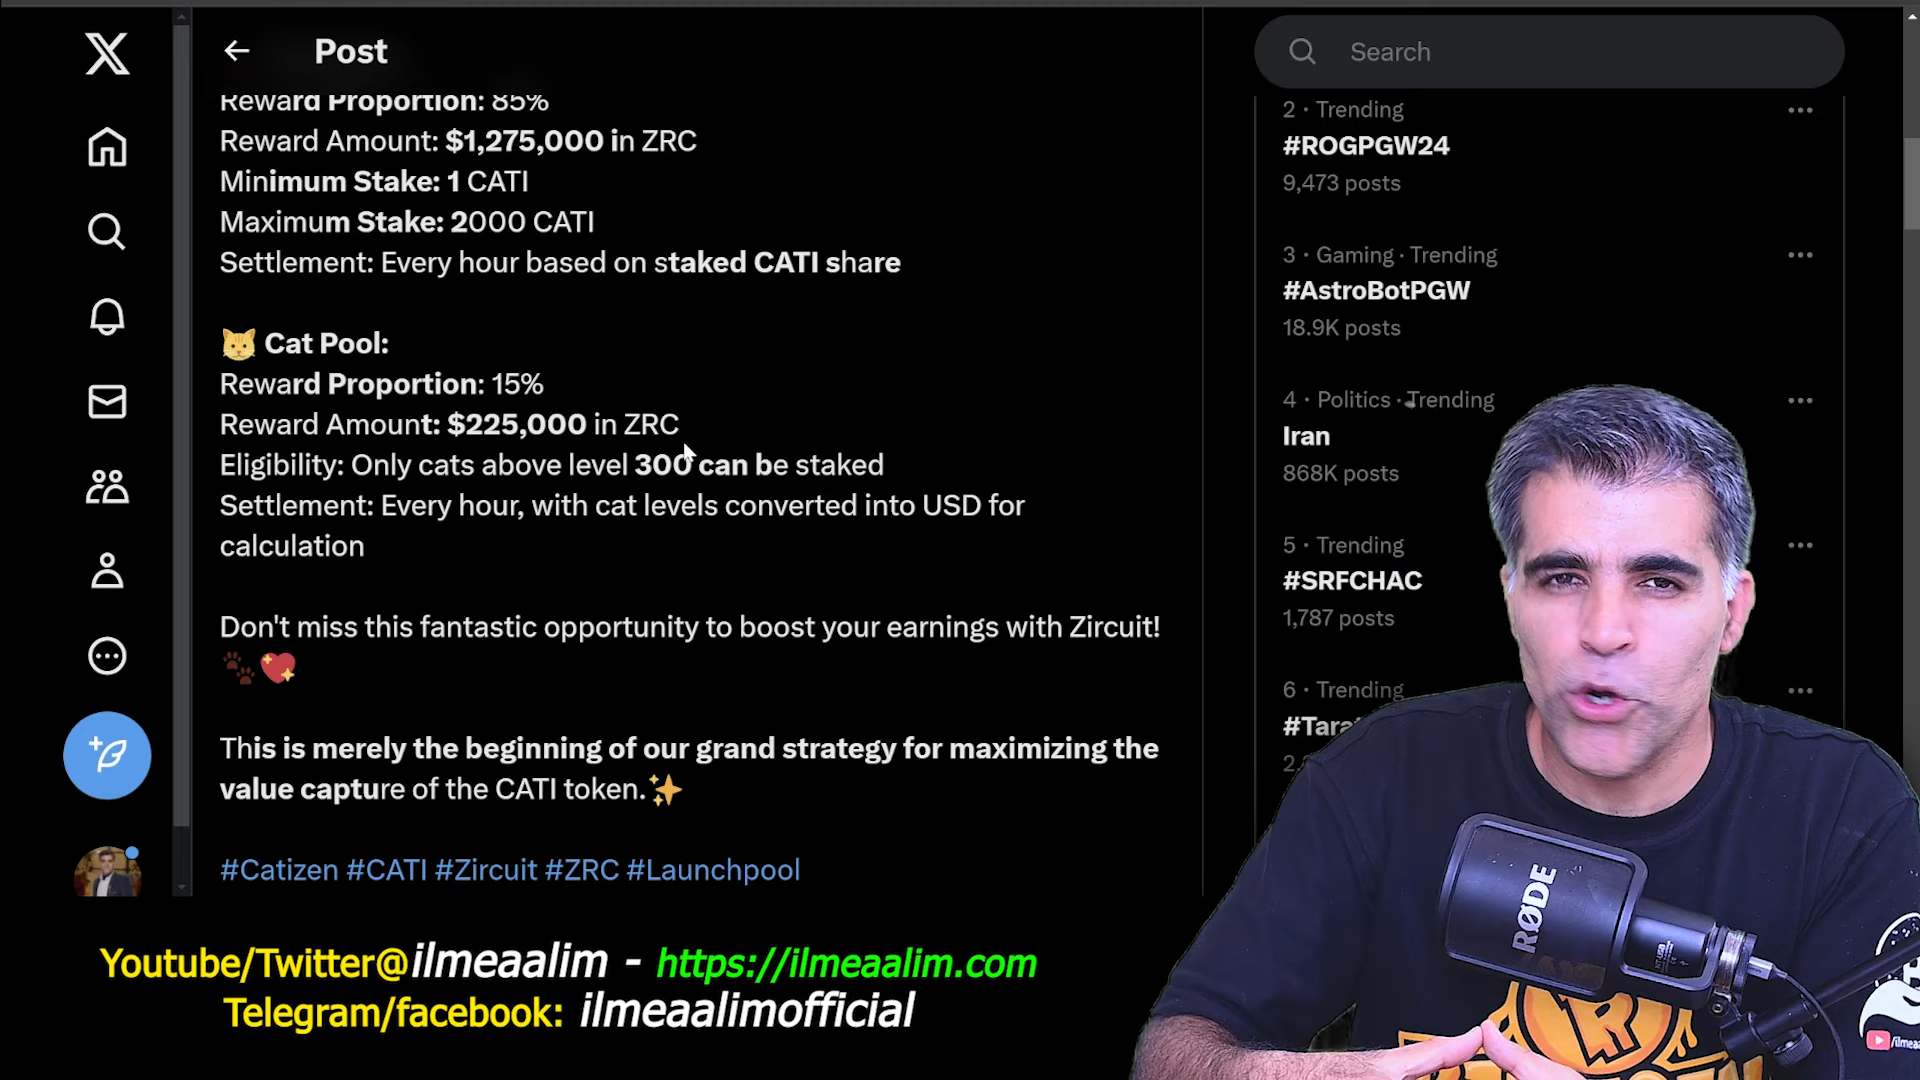 Post
Reward Proportion: 85%
Reward Amount: $1,275,000 in ZRC
Minimum Stake: 1 CATI
Maximum Stake: 2000 CATI
Settlement: Every hour based on staked CATI share
Cat Pool:
Reward Proportion: 15%
Reward Amount: $225,000 in ZRC
Eligibility: Only cats above level 300 can be staked
Settlement: Every hour, with cat levels converted into USD for
calculation
Don't miss this fantastic opportunity to boost your earnings with Zircuit!
This is merely the beginning of our grand strategy for maximizing the
value capture of the CATI token.
#Catizen #CATI #Zircuit #ZRC #Launchpool
Search
2 · Trending
#ROGPGW24
9,473 posts
3 · Gaming · Trending
#AstroBotPGW
18.9K posts
4 · Politics · Trending
Iran
868K posts
5 · Trending
#SRFCHAC
1,787 posts
6 · Trending
RØDE
Youtube/Twitter@ilmeaalim - https://ilmeaalim.com
Telegram/facebook: ilmeaalimofficial